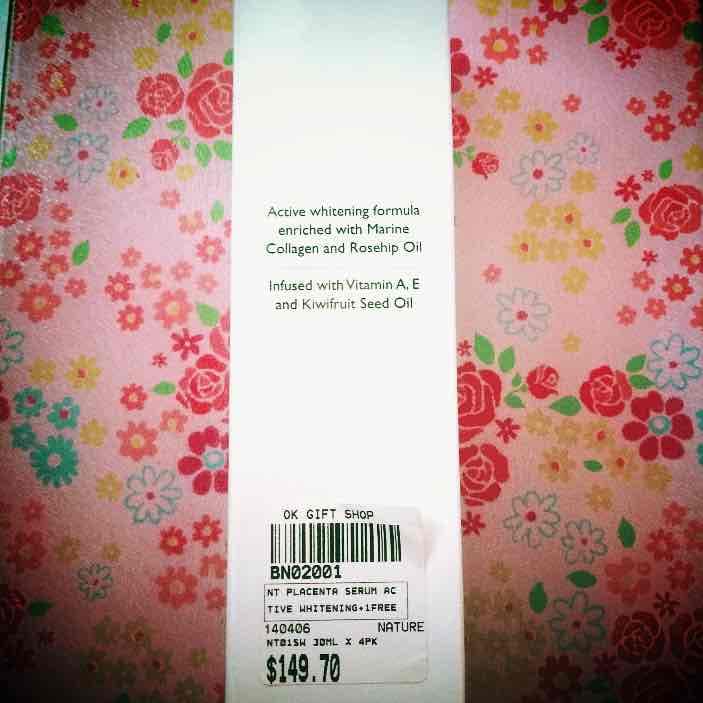 Active whitening formula
enriched with Marine
Collagen and Rosehip Oil
Infused with Vitamin A, E
and Kiwifruit Seed Oil
OK GIFT SHOP
BN02001
NT PLACENTA SERUM AC
TIVE WHITENING+1FREE
140406 NATURE
NT01SW 30ML X 4PK
$149.70